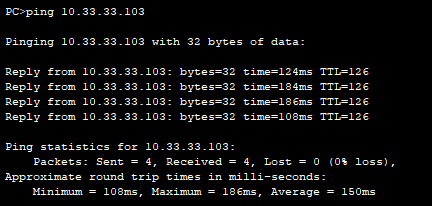 PC>ping 10.33.33.103
Pinging 10.33.33.103 with 32 bytes of data:
Reply from 10.33.33.103: bytes=32 time=124ms TTL=126
Reply from 10.33.33.103: bytes=32 time=184ms TTL=126
Reply from 10.33.33.103: bytes=32 time=186ms TTL=126
Reply from 10.33.33.103: bytes=32 time=108ms TTL=126
Ping statistics for 10.33.33.103:
    Packets: Sent = 4, Received = 4, Lost = 0 (0% loss),
Approximate round trip times in milli-seconds:
    Minimum = 108ms, Maximum = 186ms, Average = 150ms